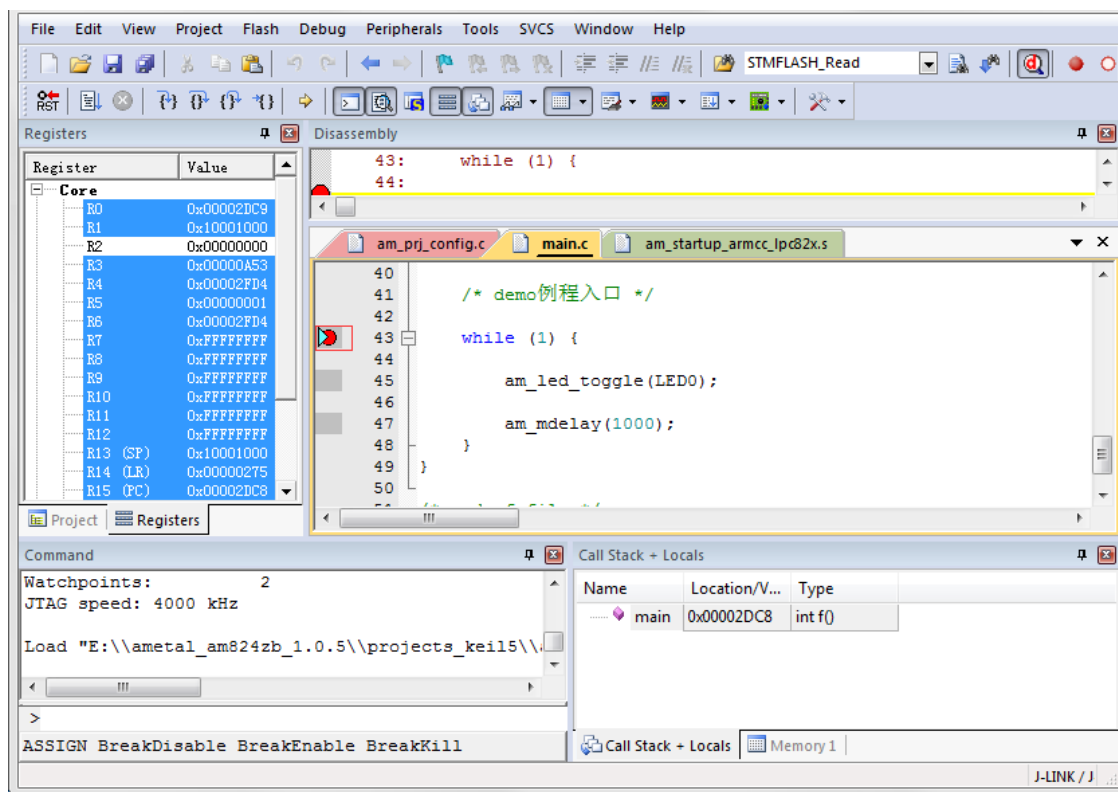 File Edit View Project Flash Debug Peripherals Tools SVCS Window Help
STMFLASH_Read
RST
Registers
Register Value
Core
R0 0x00002DC9
R1 0x10001000
R2 0x00000000
R3 0x00000A53
R4 0x00002FD4
R5 0x00000001
R6 0x00002FD4
R7 0xFFFFFFFF
R8 0xFFFFFFFF
R9 0xFFFFFFFF
R10 0xFFFFFFFF
R11 0xFFFFFFFF
R12 0xFFFFFFFF
R13 (SP) 0x10001000
R14 (LR) 0x00000275
R15 (PC) 0x00002DC8
Project Registers
Disassembly
43: while (1) {
44:
am_prj_config.c main.c am_startup_armcc_lpc82x.s
40
41 /* demo例程入口 */
42
43 while (1) {
44
45 am_led_toggle(LED0);
46
47 am_mdelay(1000);
48 }
49 }
50
Command
Watchpoints: 2
JTAG speed: 4000 kHz
Load "E:\\ametal_am824zb_1.0.5\\projects_keil5\\
>
ASSIGN BreakDisable BreakEnable BreakKill
Call Stack + Locals
Name Location/V... Type
main 0x00002DC8 int f()
Call Stack + Locals Memory 1
J-LINK / J